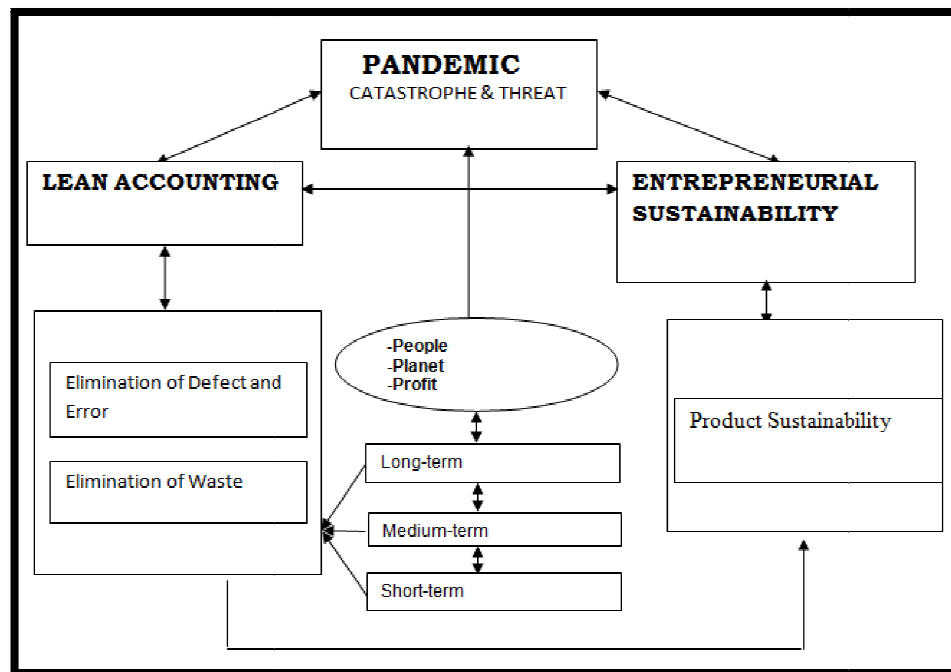 PANDEMIC
CATASTROPHE & THREAT
LEAN ACCOUNTING
ENTREPRENEURIAL
SUSTAINABILITY
-People
-Planet
-Profit
Elimination of Defect and
Error
Elimination of Waste
Long-term
Medium-term
Short-term
Product Sustainability